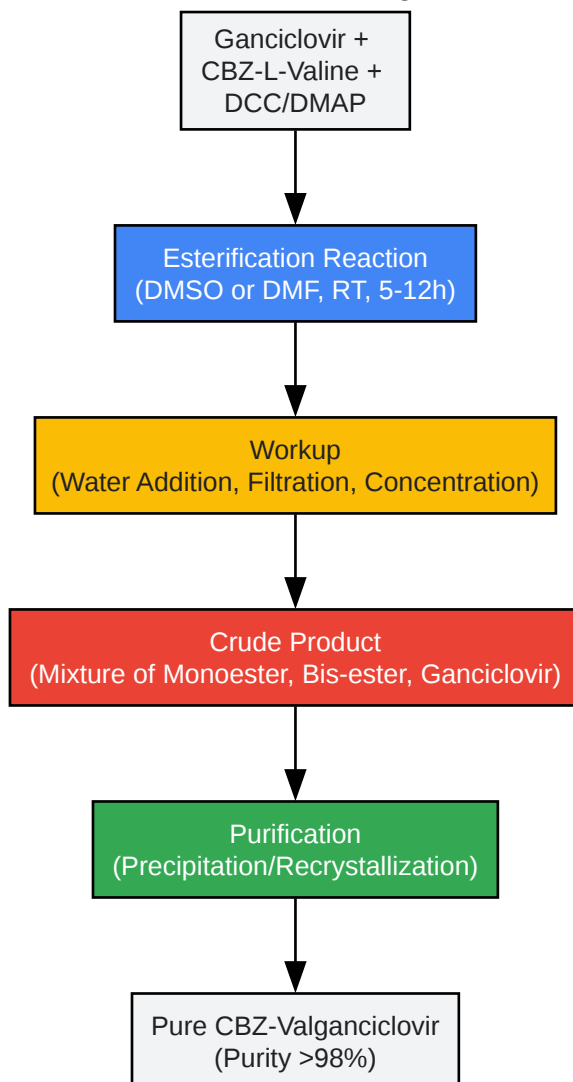 Ganciclovir +
CBZ-L-Valine +
DCC/DMAP
Esterification Reaction
(DMSO or DMF, RT, 5-12h)
Workup
(Water Addition, Filtration, Concentration)
Crude Product
(Mixture of Monoester, Bis-ester, Ganciclovir)
Purification
(Precipitation/Recrystallization)
Pure CBZ-Valganciclovir
(Purity >98%)